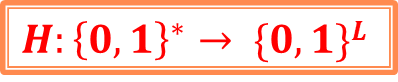 H: {0, 1}* → {0, 1}^L